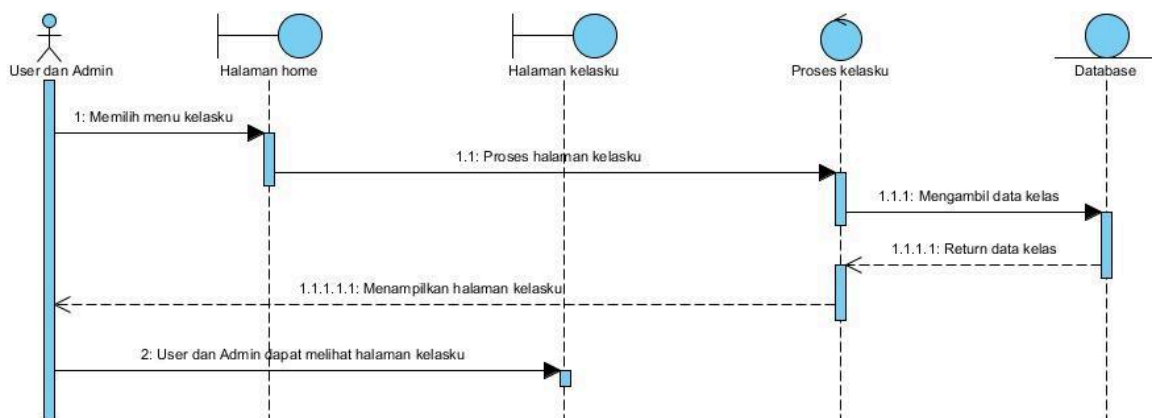 User dan Admin
Halaman home
Halaman kelasku
Proses kelasku
Database
1: Memilih menu kelasku
1.1: Proses halaman kelasku
1.1.1: Mengambil data kelas
1.1.1.1: Return data kelas
1.1.1.1.1: Menampilkan halaman kelasku
2: User dan Admin dapat melihat halaman kelasku